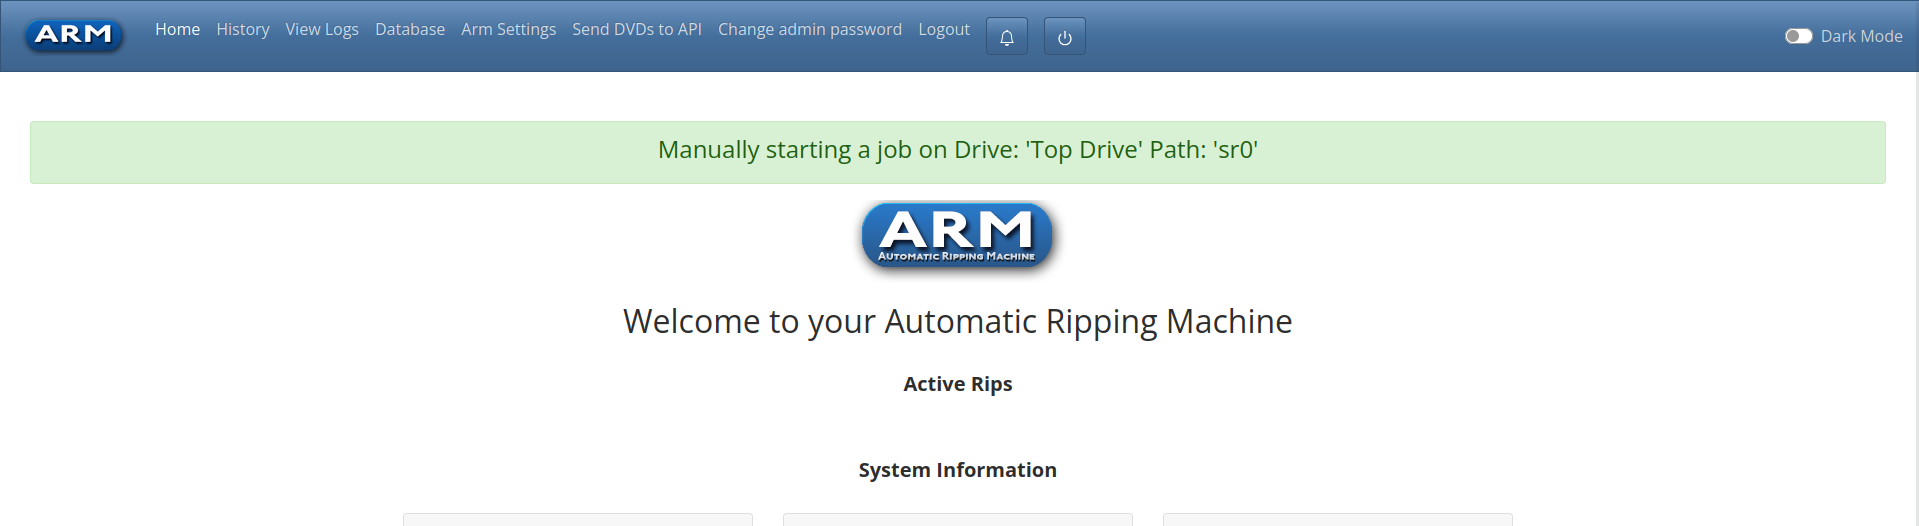 ARM Home History View Logs Database Arm Settings Send DVDs to API Change admin password Logout Dark Mode
Manually starting a job on Drive: 'Top Drive' Path: 'sr0'
ARM
AUTOMATIC RIPPING MACHINE
Welcome to your Automatic Ripping Machine
Active Rips
System Information